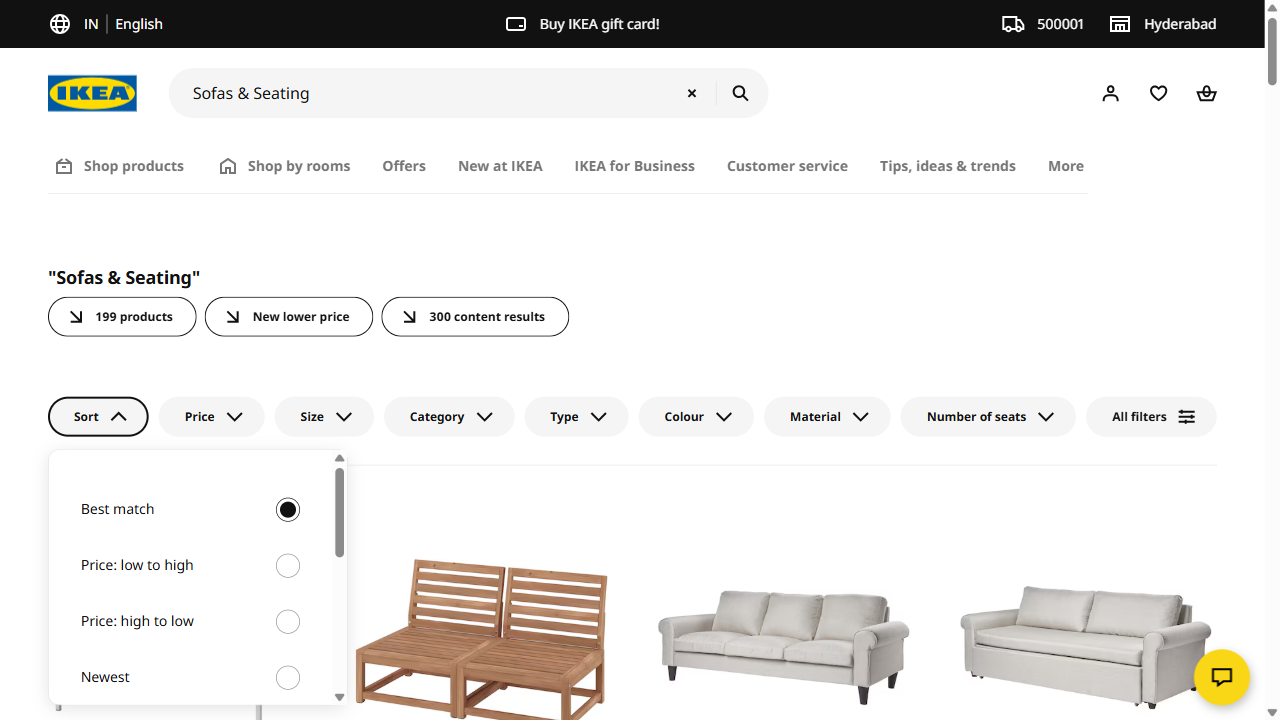 IN | English
Buy IKEA gift card!
500001
Hyderabad
IKEA
Sofas & Seating
Shop products
Shop by rooms
Offers
New at IKEA
IKEA for Business
Customer service
Tips, ideas & trends
More
"Sofas & Seating"
199 products
New lower price
300 content results
Sort
Price
Size
Category
Type
Colour
Material
Number of seats
All filters
Best match
Price: low to high
Price: high to low
Newest